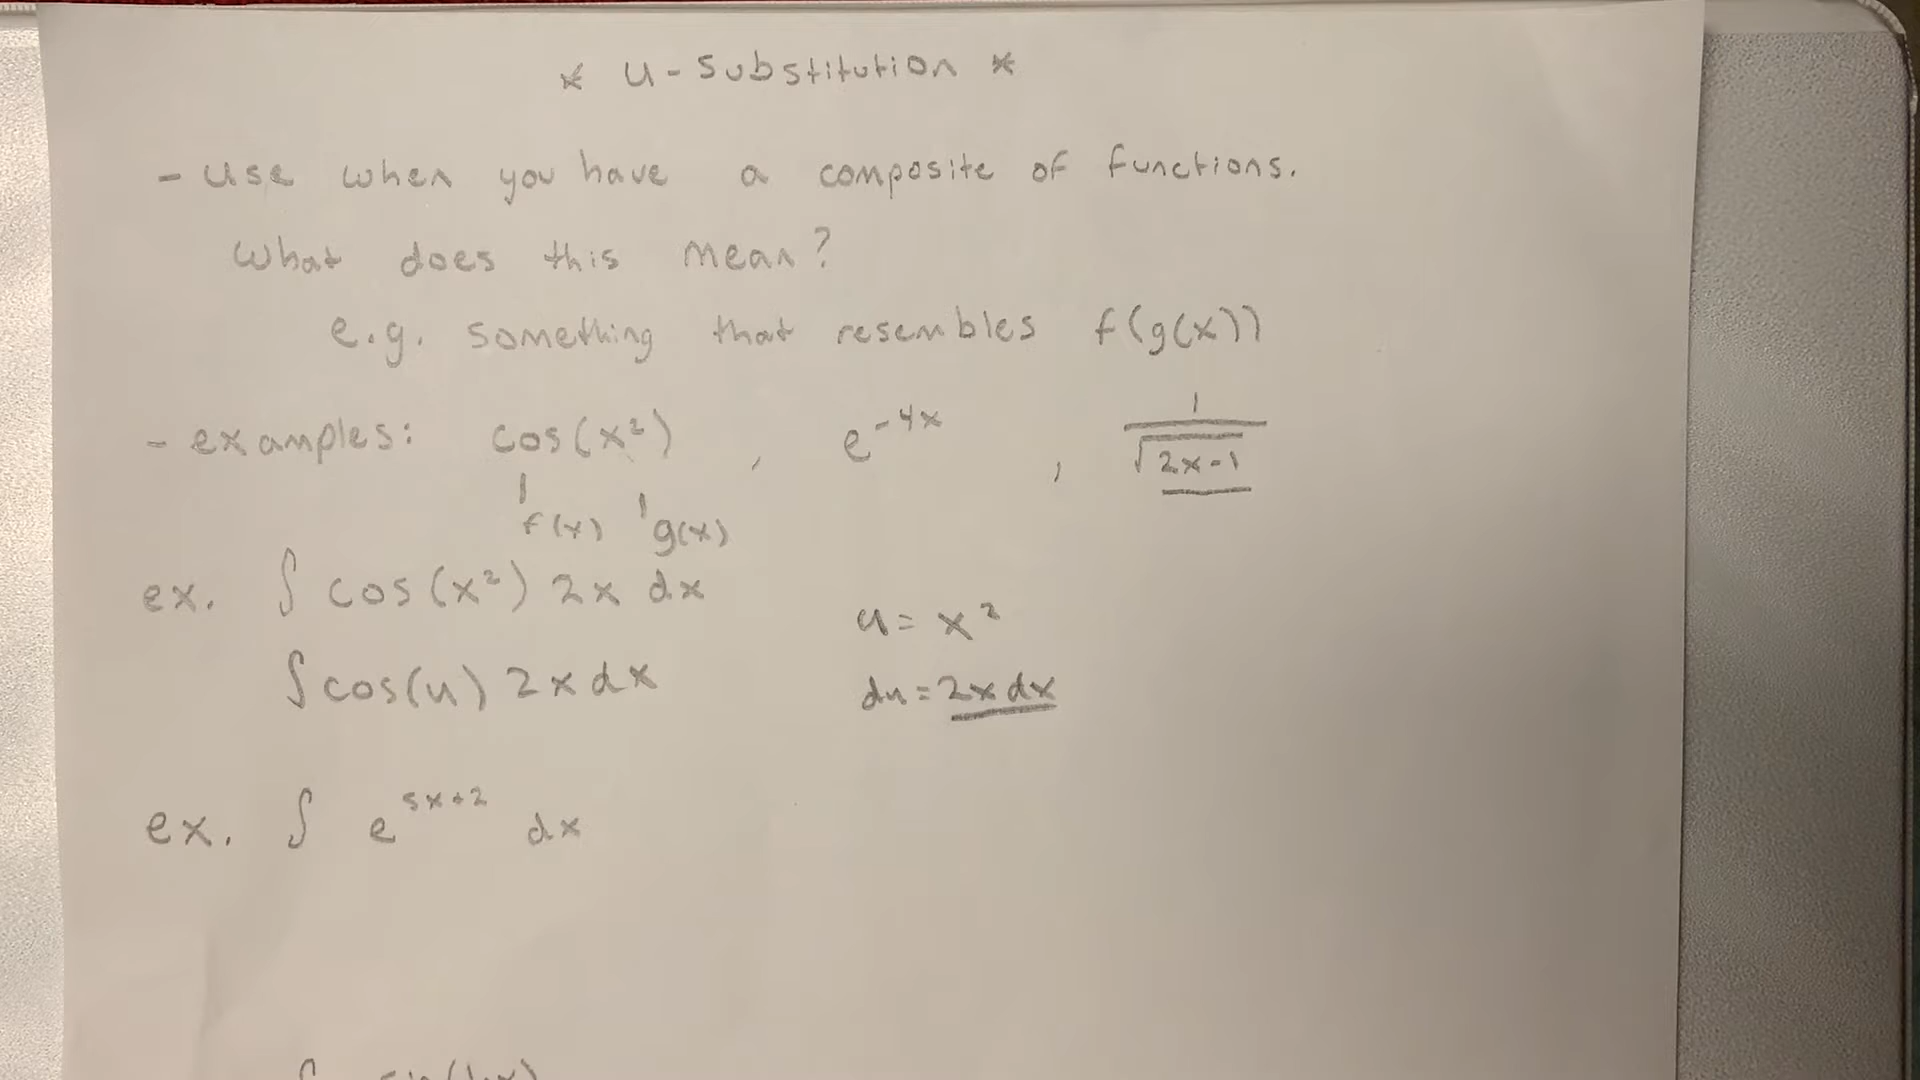 * u-substitution *
- use when you have a composite of functions.
what does this mean?
e.g. something that resembles f(g(x))
- examples: cos(x²) , e^(-4x) , 1/√(2x-1)
f(x) g(x)
ex. ∫ cos(x²) 2x dx
u = x²
∫ cos(u) 2x dx
du = 2x dx
ex. ∫ e^(5x+2) dx